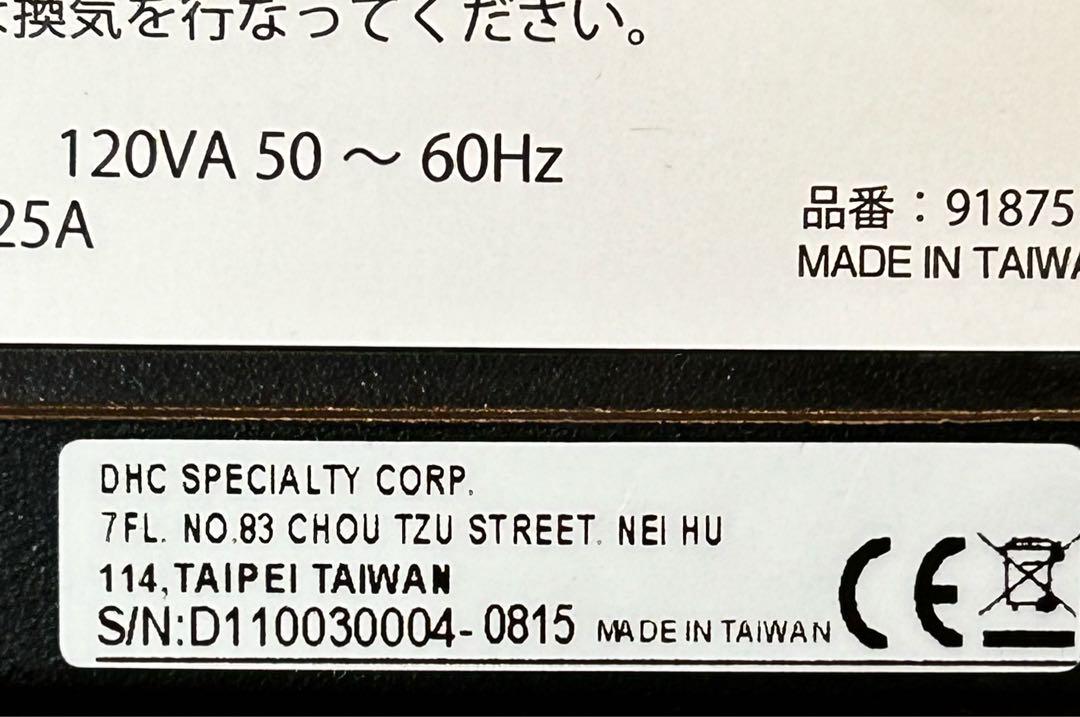 は換気を行なってください。
120VA 50 ～ 60Hz
25A
品番：91875
MADE IN TAIWA
DHC SPECIALTY CORP.
7FL. NO.83 CHOU TZU STREET. NEI HU
114,TAIPEI TAIWAN
S/N:D110030004-0815 MADE IN TAIWAN CE